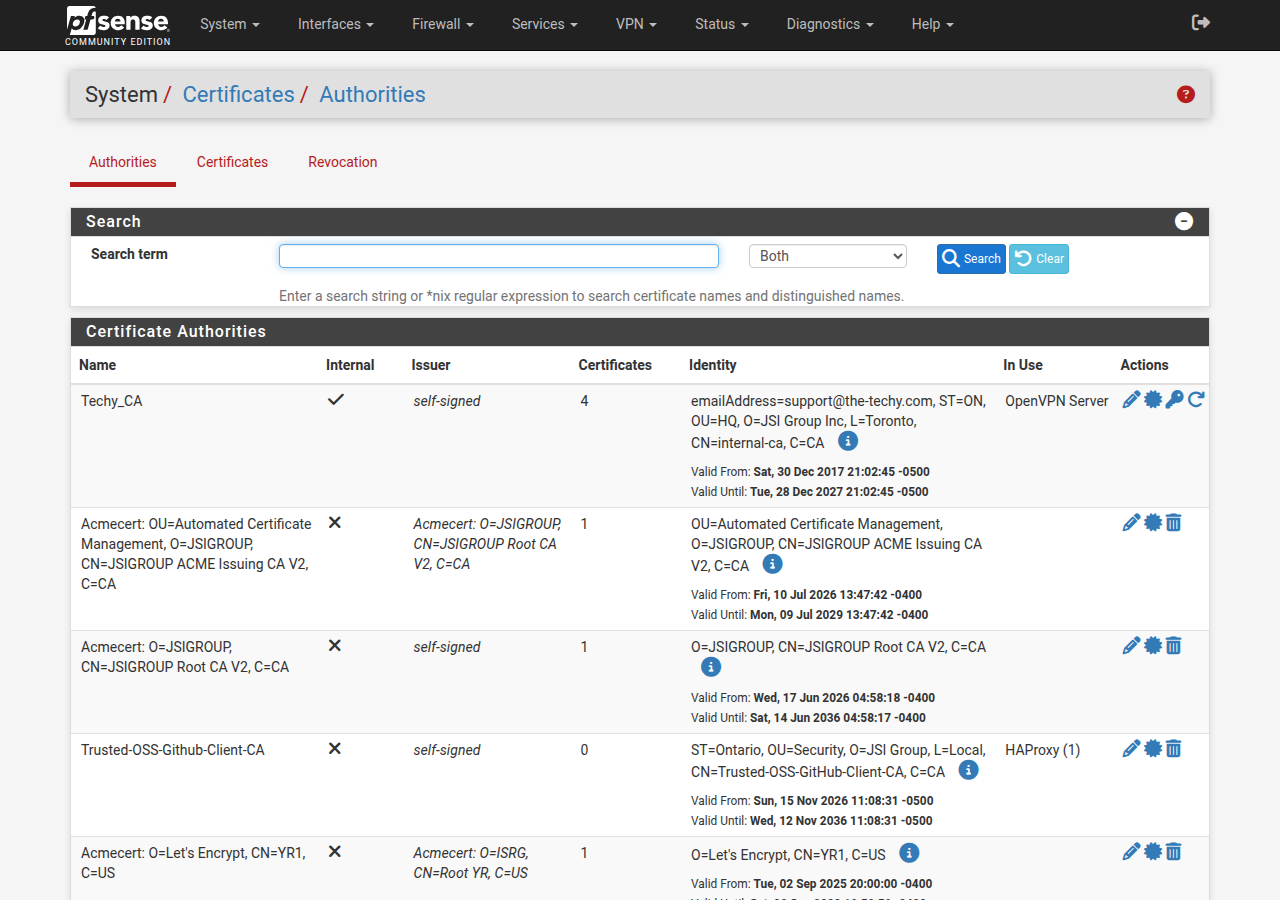 pfsense
COMMUNITY EDITION
System Interfaces Firewall Services VPN Status Diagnostics Help
System / Certificates / Authorities
Authorities Certificates Revocation
Search
Search term Both Search Clear
Enter a search string or *nix regular expression to search certificate names and distinguished names.
Certificate Authorities
Name Internal Issuer Certificates Identity In Use Actions
Techy_CA self-signed 4 emailAddress=support@the-techy.com, ST=ON, OpenVPN Server
OU=HQ, O=JSI Group Inc, L=Toronto,
CN=internal-ca, C=CA
Valid From: Sat, 30 Dec 2017 21:02:45 -0500
Valid Until: Tue, 28 Dec 2027 21:02:45 -0500
Acmecert: OU=Automated Certificate Acmecert: O=JSIGROUP, 1 OU=Automated Certificate Management,
Management, O=JSIGROUP, CN=JSIGROUP Root CA O=JSIGROUP, CN=JSIGROUP ACME Issuing CA
CN=JSIGROUP ACME Issuing CA V2, V2, C=CA V2, C=CA
C=CA
Valid From: Fri, 10 Jul 2026 13:47:42 -0400
Valid Until: Mon, 09 Jul 2029 13:47:42 -0400
Acmecert: O=JSIGROUP, self-signed 1 O=JSIGROUP, CN=JSIGROUP Root CA V2, C=CA
CN=JSIGROUP Root CA V2, C=CA
Valid From: Wed, 17 Jun 2026 04:58:18 -0400
Valid Until: Sat, 14 Jun 2036 04:58:17 -0400
Trusted-OSS-Github-Client-CA self-signed 0 ST=Ontario, OU=Security, O=JSI Group, L=Local, HAProxy (1)
CN=Trusted-OSS-GitHub-Client-CA, C=CA
Valid From: Sun, 15 Nov 2026 11:08:31 -0500
Valid Until: Wed, 12 Nov 2036 11:08:31 -0500
Acmecert: O=Let's Encrypt, CN=YR1, Acmecert: O=ISRG, 1 O=Let's Encrypt, CN=YR1, C=US
C=US CN=Root YR, C=US
Valid From: Tue, 02 Sep 2025 20:00:00 -0400